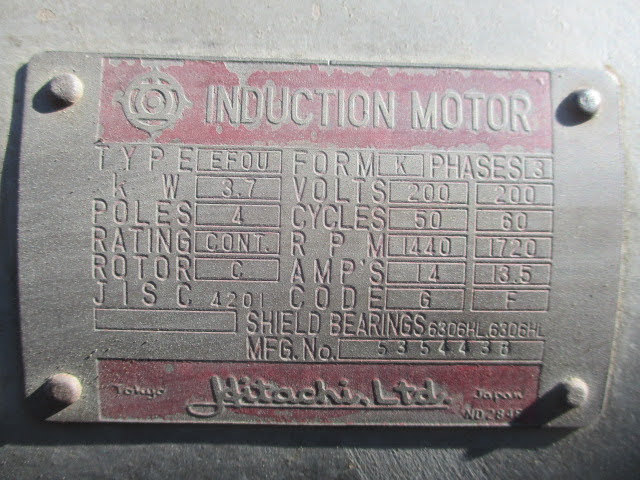 INDUCTION MOTOR
TYPE EFOU FORM K PHASES 3
KW 3.7 VOLTS 200 200
POLES 4 CYCLES 50 60
RATING CONT. RPM 1440 1720
ROTOR C AMP'S 14 13.5
JISC 4201 CODE G F
SHIELD BEARINGS 6306HL, 6306HL
MFG. No.
Tokyo Hitachi, Ltd. Japan